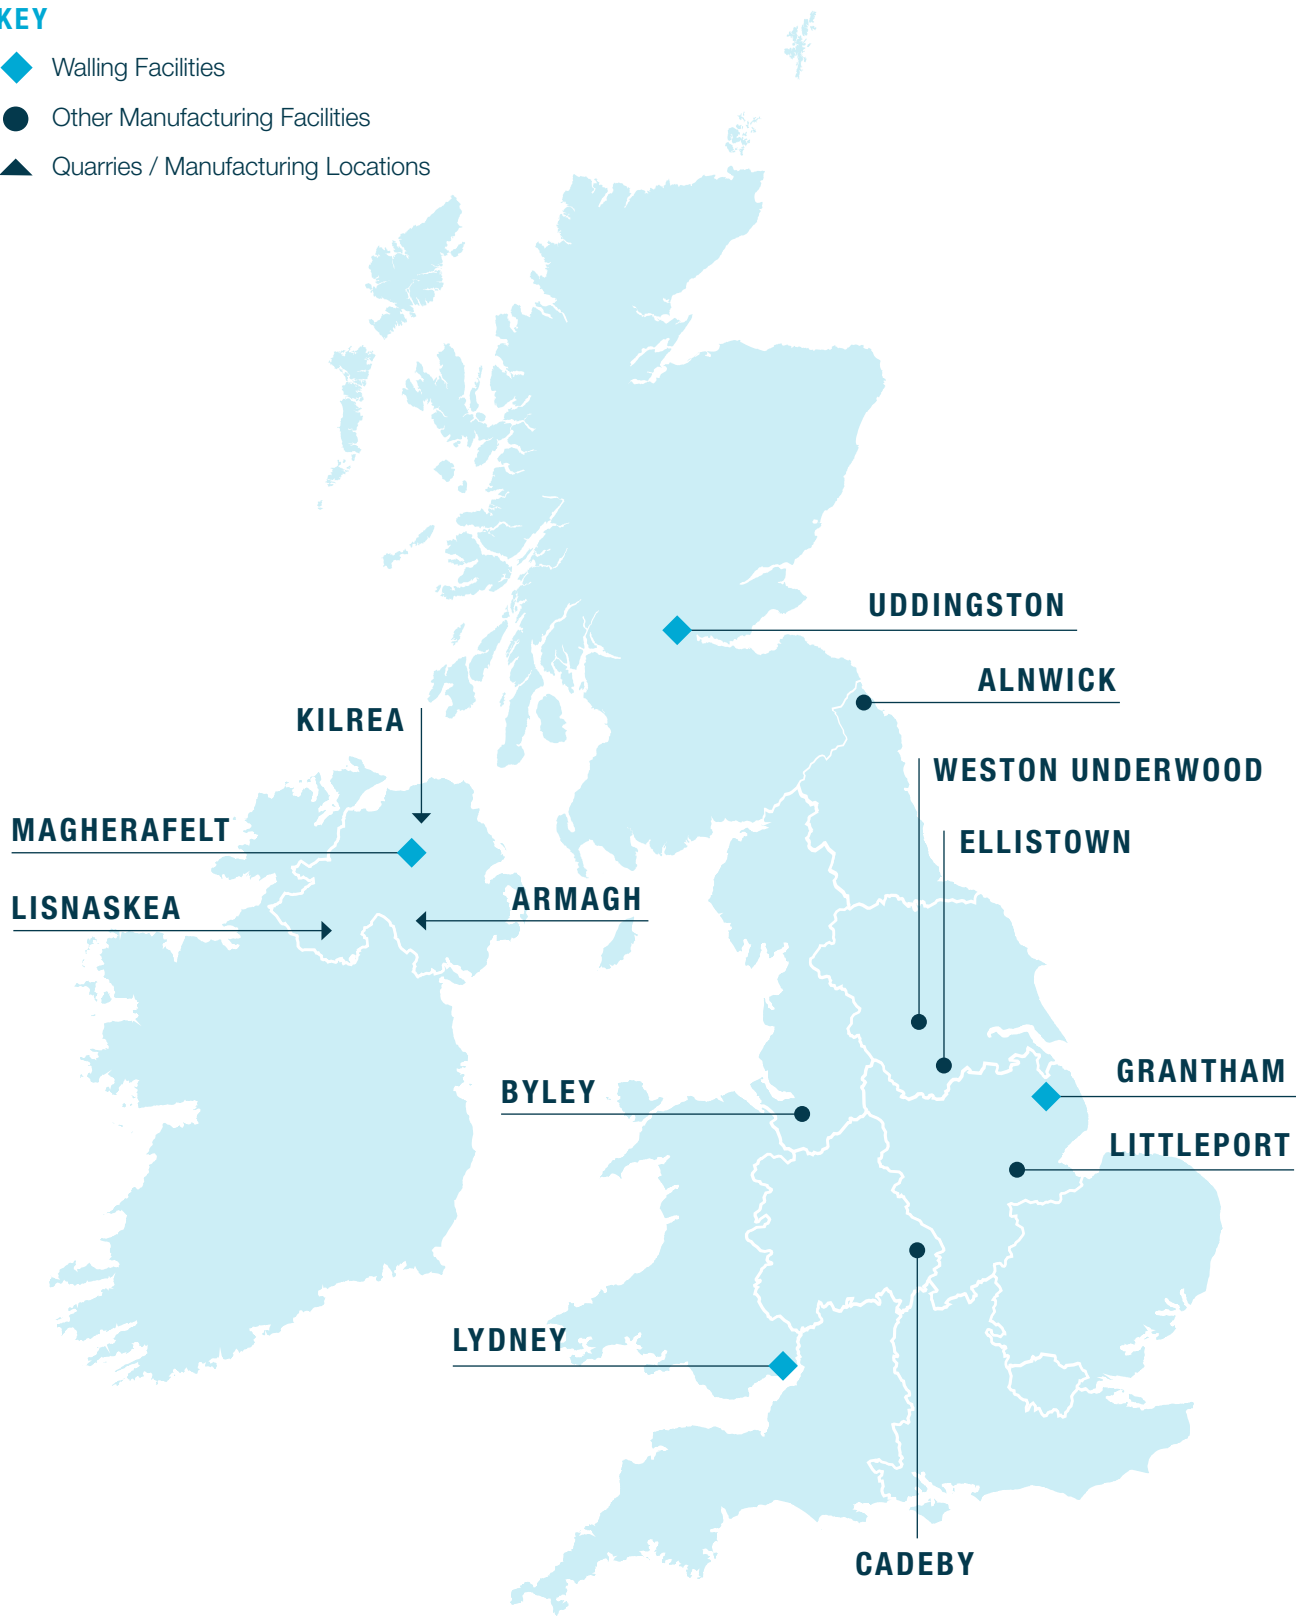 KEY
Walling Facilities
Other Manufacturing Facilities
Quarries / Manufacturing Locations
UDDINGSTON
ALNWICK
KILREA
WESTON UNDERWOOD
MAGHERAFELT
ELLISTOWN
ARMAGH
LISNASKEA
GRANTHAM
BYLEY
LITTLEPORT
LYDNEY
CADEBY